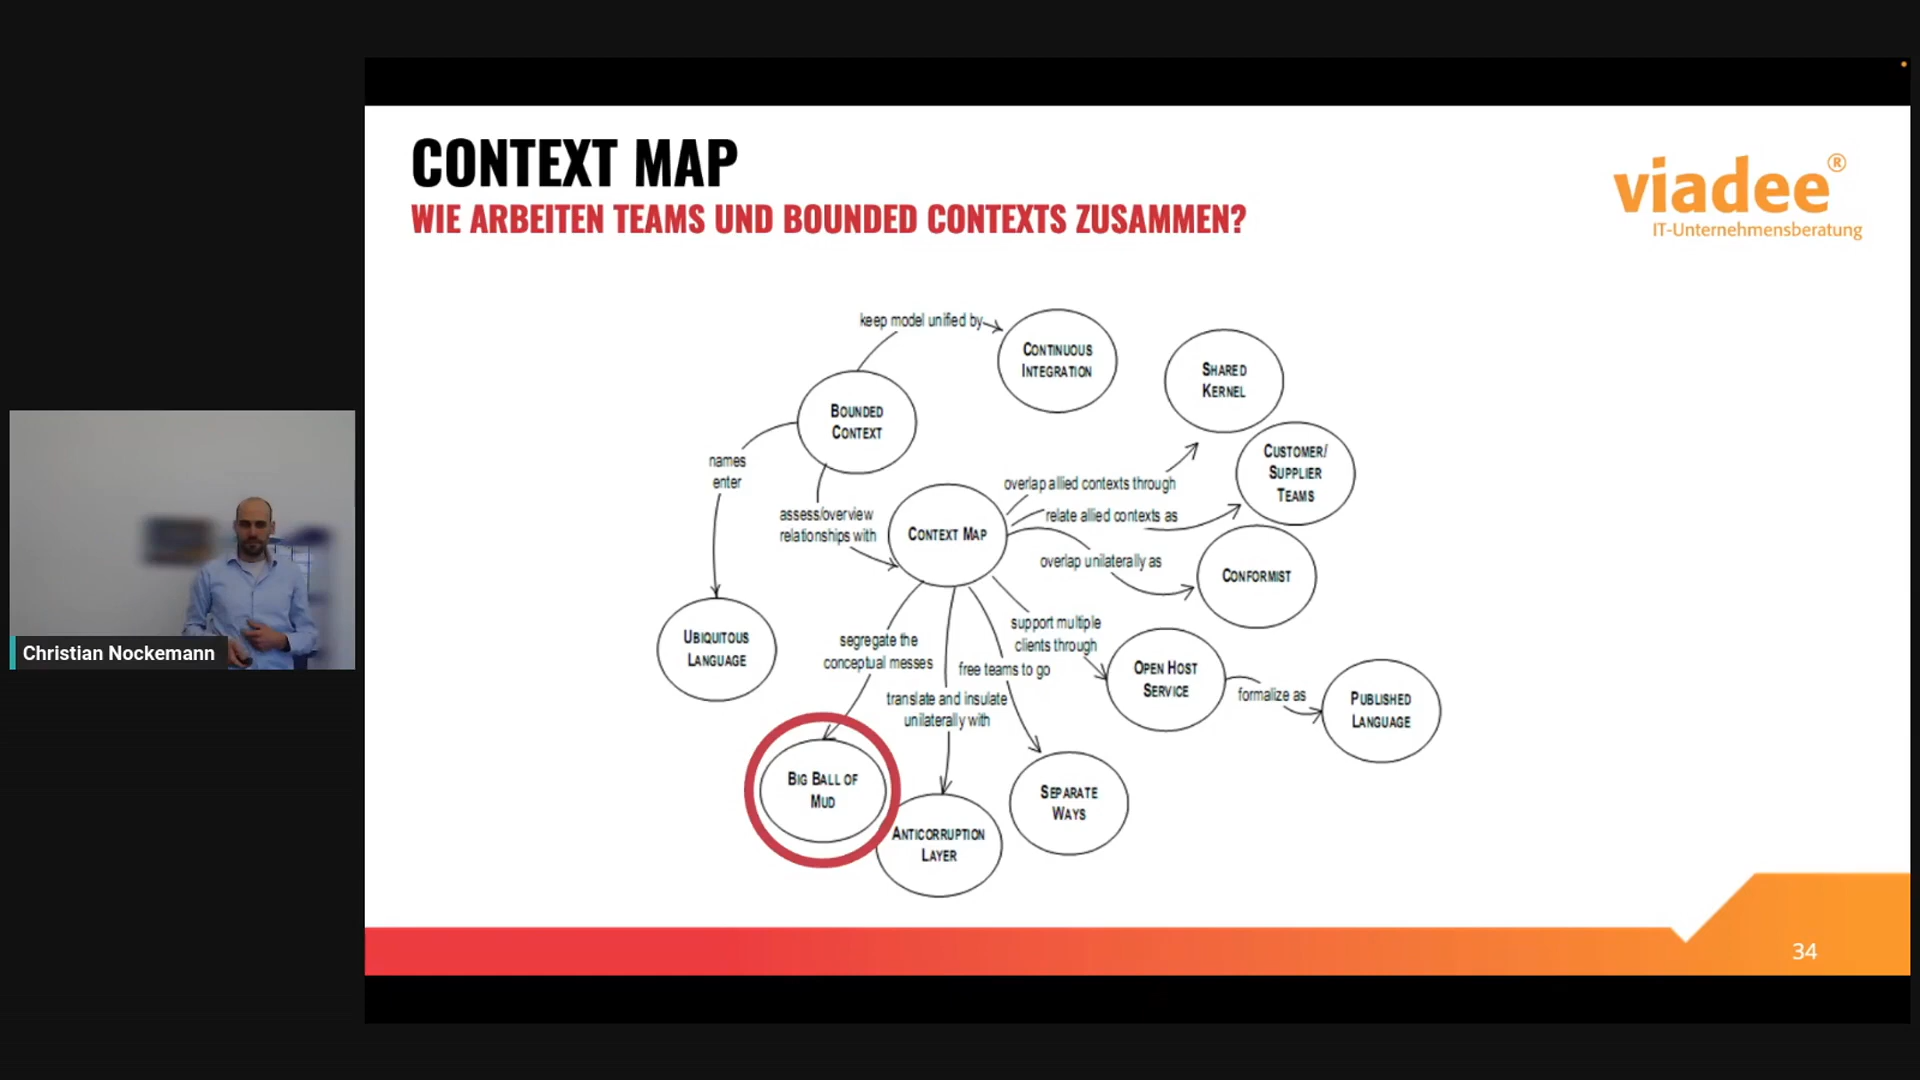 CONTEXT MAP
WIE ARBEITEN TEAMS UND BOUNDED CONTEXTS ZUSAMMEN?
viadee®
IT-Unternehmensberatung
keep model unified by
CONTINUOUS
INTEGRATION
SHARED
KERNEL
BOUNDED
CONTEXT
CUSTOMER/
SUPPLIER
TEAMS
names
enter
overlap allied contexts through
assess/overview
relationships with
CONTEXT MAP
relate allied contexts as
overlap unilaterally as
CONFORMIST
UBIQUITOUS
LANGUAGE
segregate the
conceptual messes
support multiple
clients through
free teams to go
OPEN HOST
SERVICE
formalize as
PUBLISHED
LANGUAGE
translate and insulate
unilaterally with
BIG BALL OF
MUD
SEPARATE
WAYS
ANTICORRUPTION
LAYER
Christian Nockemann
34